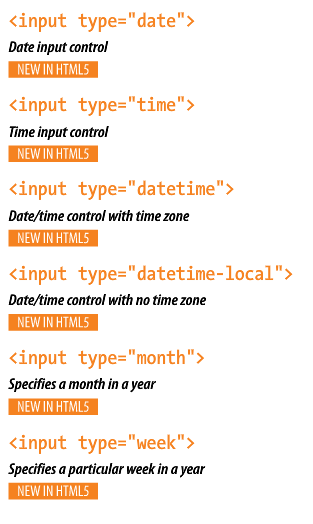 <input type="date">
Date input control
NEW IN HTML5
<input type="time">
Time input control
NEW IN HTML5
<input type="datetime">
Date/time control with time zone
NEW IN HTML5
<input type="datetime-local">
Date/time control with no time zone
NEW IN HTML5
<input type="month">
Specifies a month in a year
NEW IN HTML5
<input type="week">
Specifies a particular week in a year
NEW IN HTML5